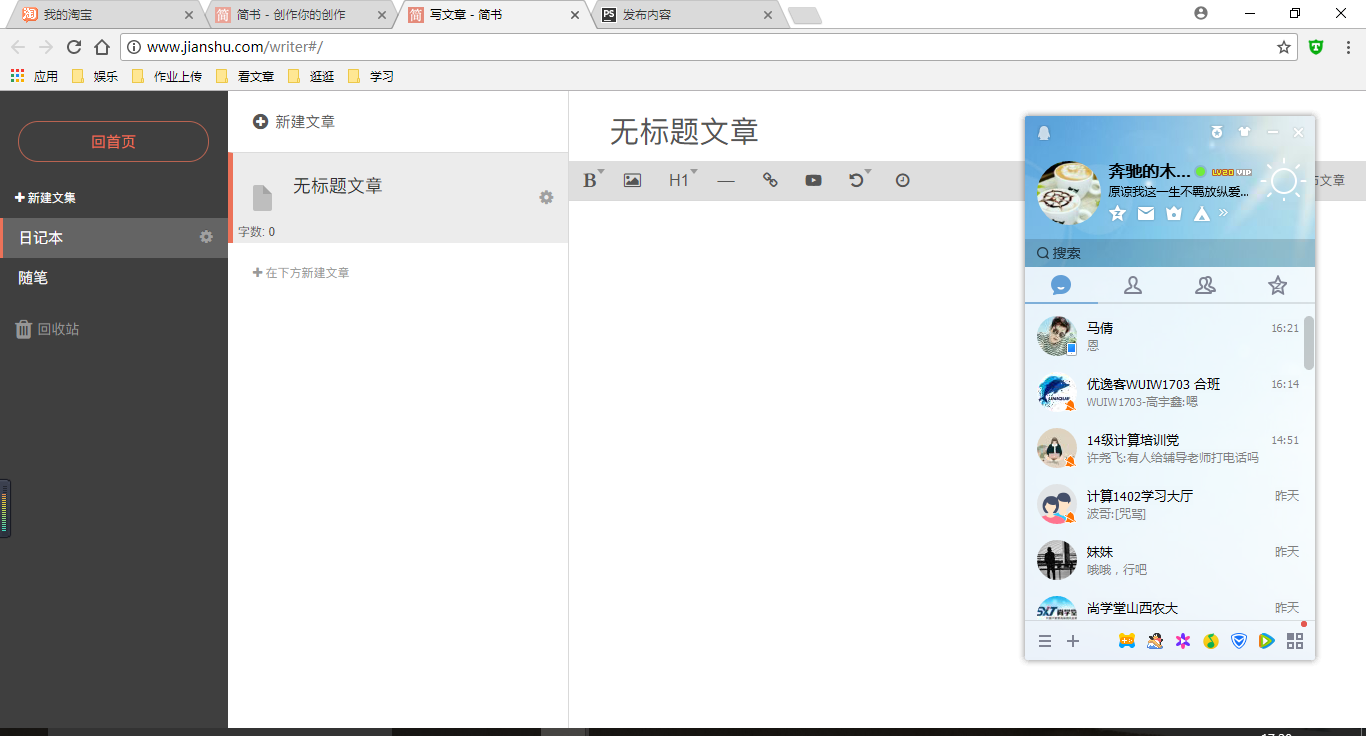 我的淘宝
简书 - 创作你的创作
写文章 - 简书
发布内容
www.jianshu.com/writer#/
应用
娱乐
作业上传
看文章
逛逛
学习
回首页
新建文集
日记本
随笔
回收站
新建文章
无标题文章
字数: 0
在下方新建文章
无标题文章
B
H1
文章
奔驰的木...
LV20 VIP
原谅我这一生不羁放纵爱...
搜索
马倩 16:21
恩
优逸客WUIW1703 合班 16:14
WUIW1703-高宇鑫:嗯
14级计算培训党 14:51
许尧飞:有人给辅导老师打电话吗
计算1402学习大厅 昨天
波哥:[咒骂]
妹妹 昨天
哦哦，行吧
尚学堂山西农大 昨天